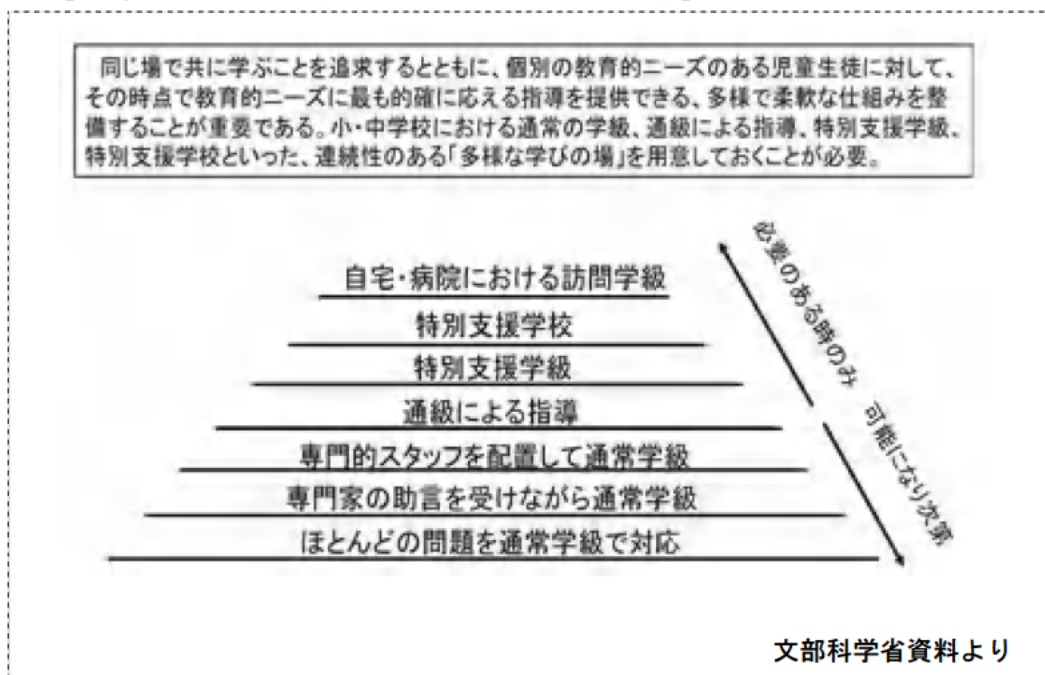 同じ場で共に学ぶことを追求するとともに、個別の教育的ニーズのある児童生徒に対して、
その時点で教育的ニーズに最も的確に応える指導を提供できる、多様で柔軟な仕組みを整
備することが重要である。小・中学校における通常の学級、通級による指導、特別支援学級、
特別支援学校といった、連続性のある「多様な学びの場」を用意しておくことが必要。
自宅・病院における訪問学級
特別支援学校
特別支援学級
通級による指導
専門的スタッフを配置して通常学級
専門家の助言を受けながら通常学級
ほとんどの問題を通常学級で対応
必要のある時のみ
可能になり次第
文部科学省資料より